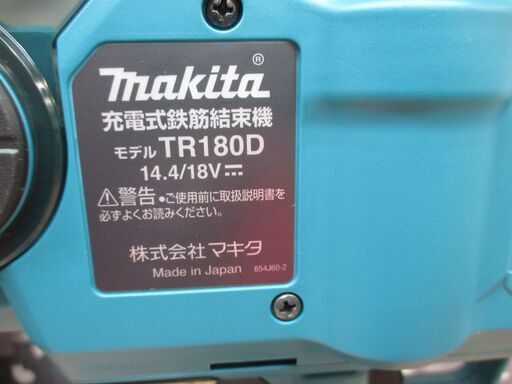 makita®
充電式鉄筋結束機
モデル TR180D
14.4/18V⎓
⚠警告 •ご使用前に取扱説明書を
必ずよくお読みください。
株式会社マキタ
Made in Japan 854J60-2